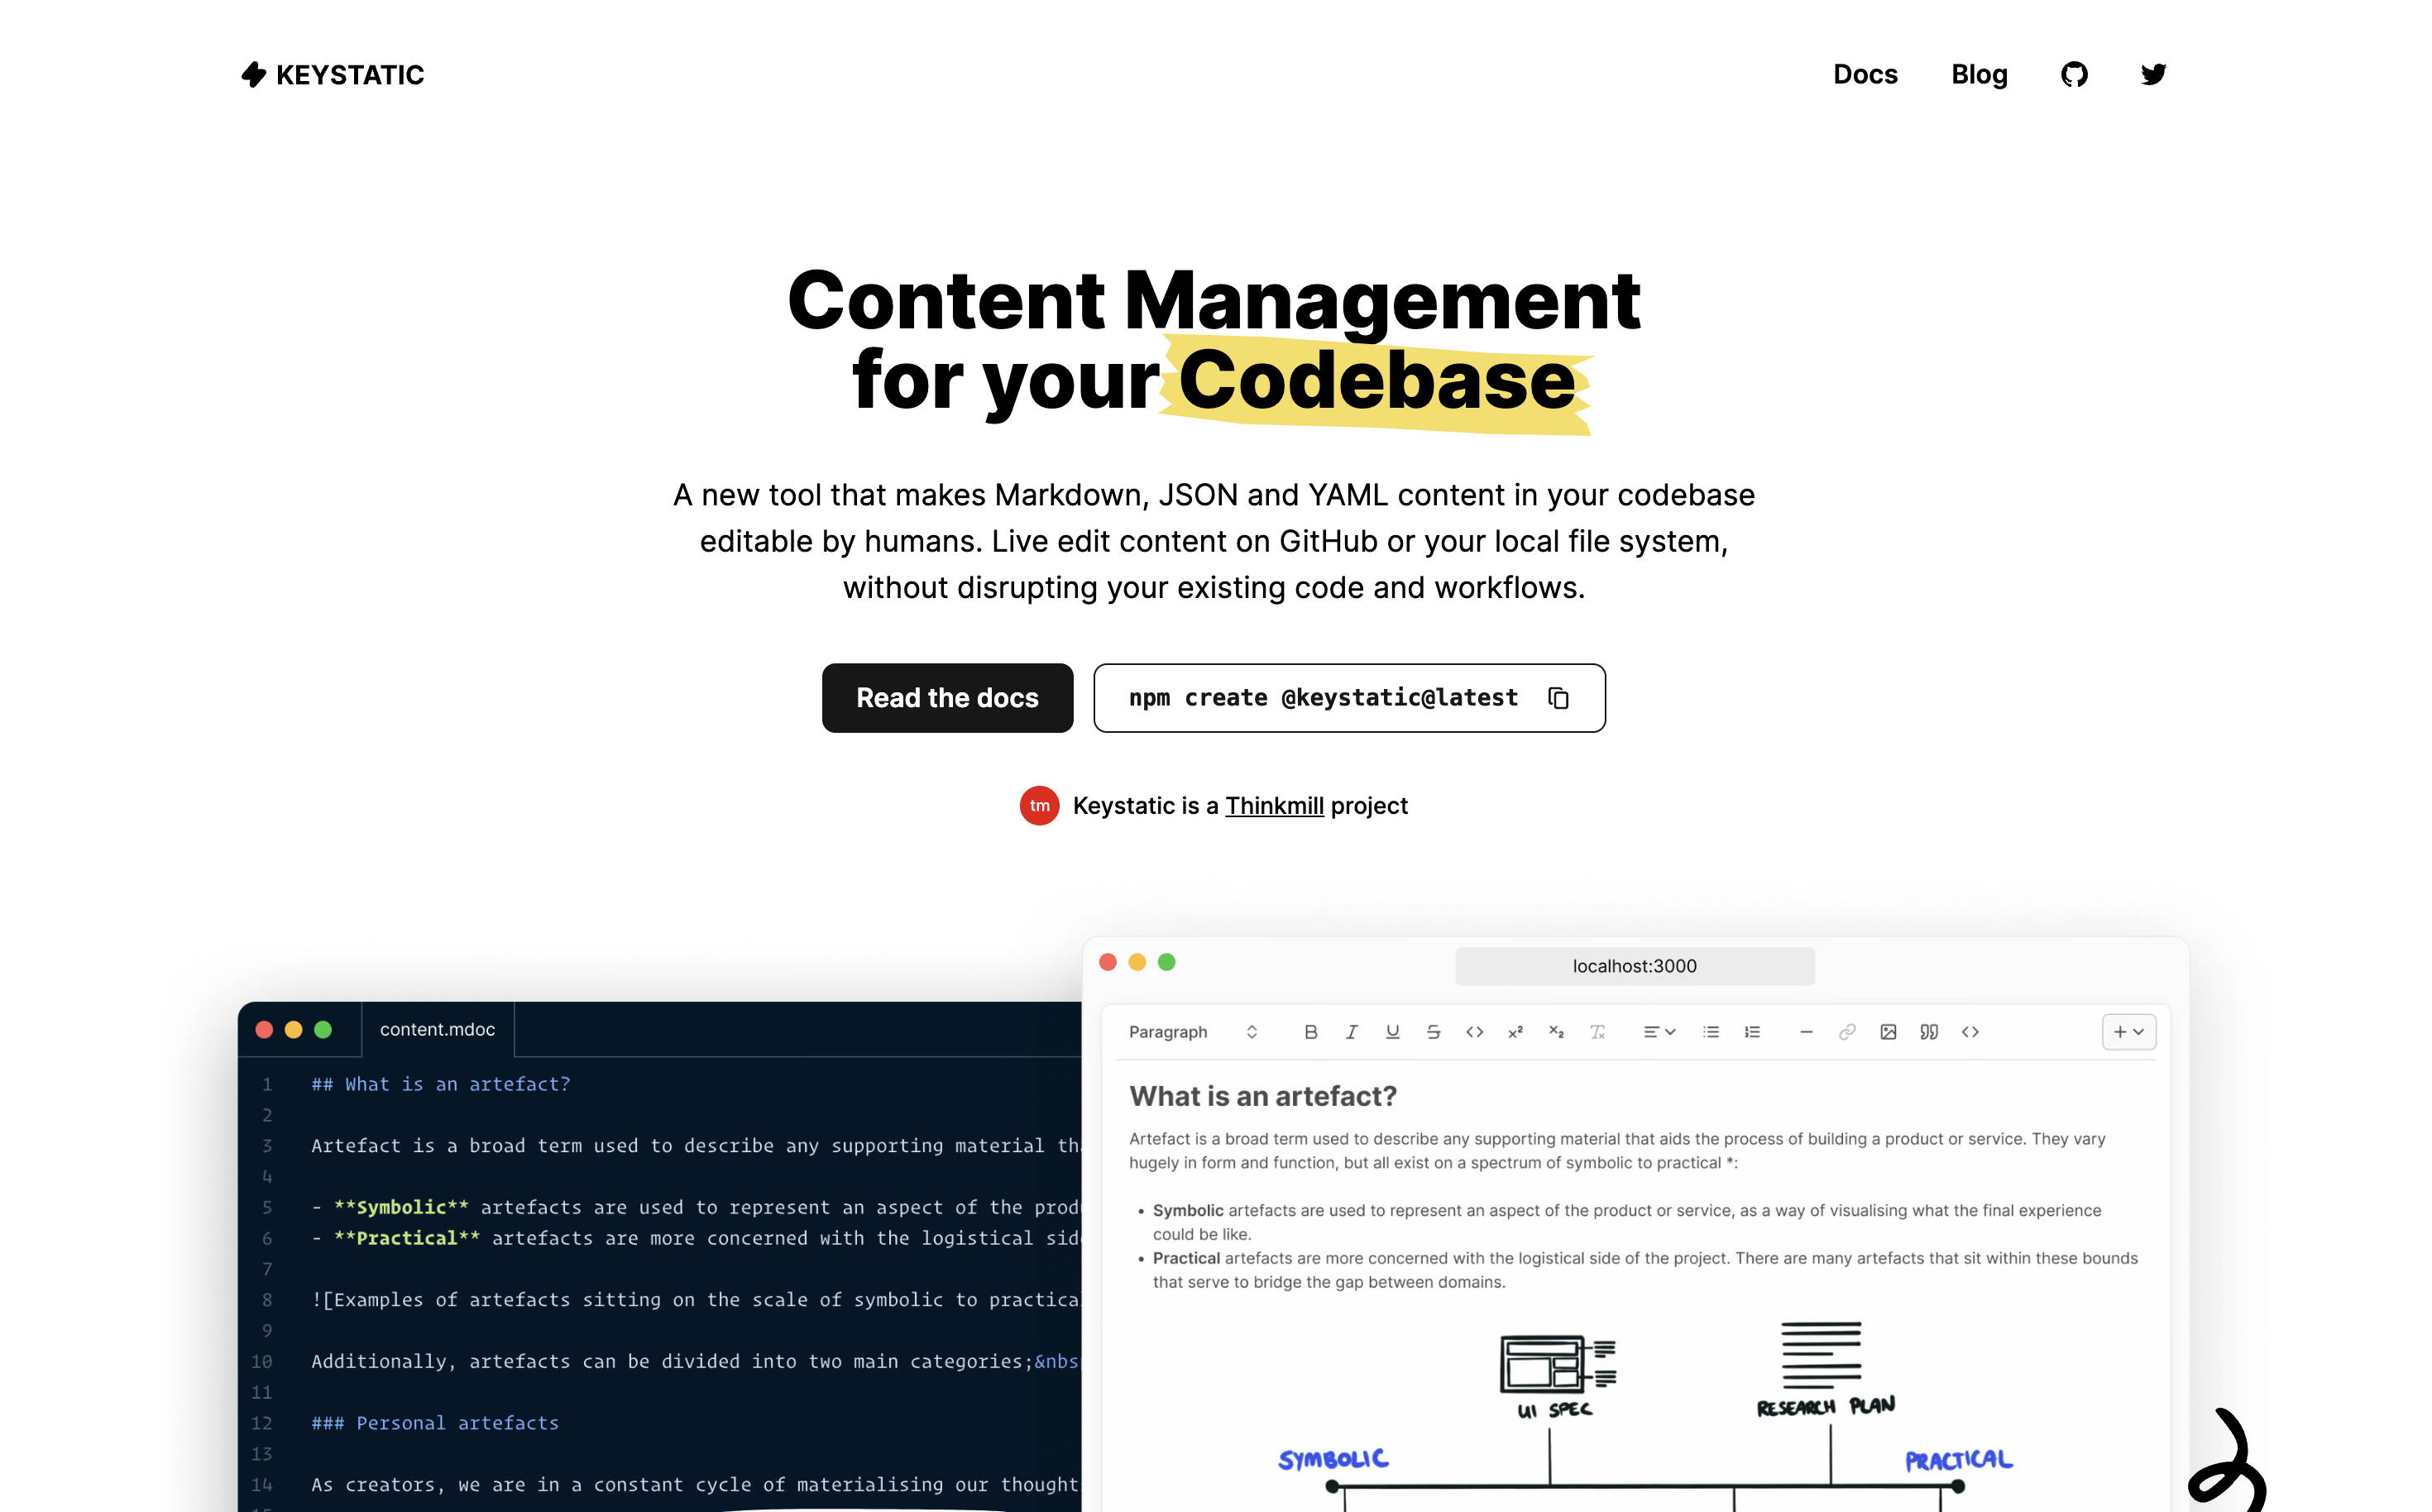 KEYSTATIC
Docs
Blog
Content Management
for your Codebase
A new tool that makes Markdown, JSON and YAML content in your codebase
editable by humans. Live edit content on GitHub or your local file system,
without disrupting your existing code and workflows.
Read the docs
npm create @keystatic@latest
tm Keystatic is a Thinkmill project
content.mdoc
1 ## What is an artefact?
2
3 Artefact is a broad term used to describe any supporting material
4
5 - **Symbolic** artefacts are used to represent an aspect of the
6 - **Practical** artefacts are more concerned with the logistical
7
8 ![Examples of artefacts sitting on the scale of symbolic to
9
10 Additionally, artefacts can be divided into two main categories;&nbs
11
12 ### Personal artefacts
13
14 As creators, we are in a constant cycle of materialising our
localhost:3000
Paragraph
What is an artefact?
Artefact is a broad term used to describe any supporting material that aids the process of building a product or service. They vary
hugely in form and function, but all exist on a spectrum of symbolic to practical *:
• Symbolic artefacts are used to represent an aspect of the product or service, as a way of visualising what the final experience
could be like.
• Practical artefacts are more concerned with the logistical side of the project. There are many artefacts that sit within these bounds
that serve to bridge the gap between domains.
UI SPEC
RESEARCH PLAN
SYMBOLIC
PRACTICAL